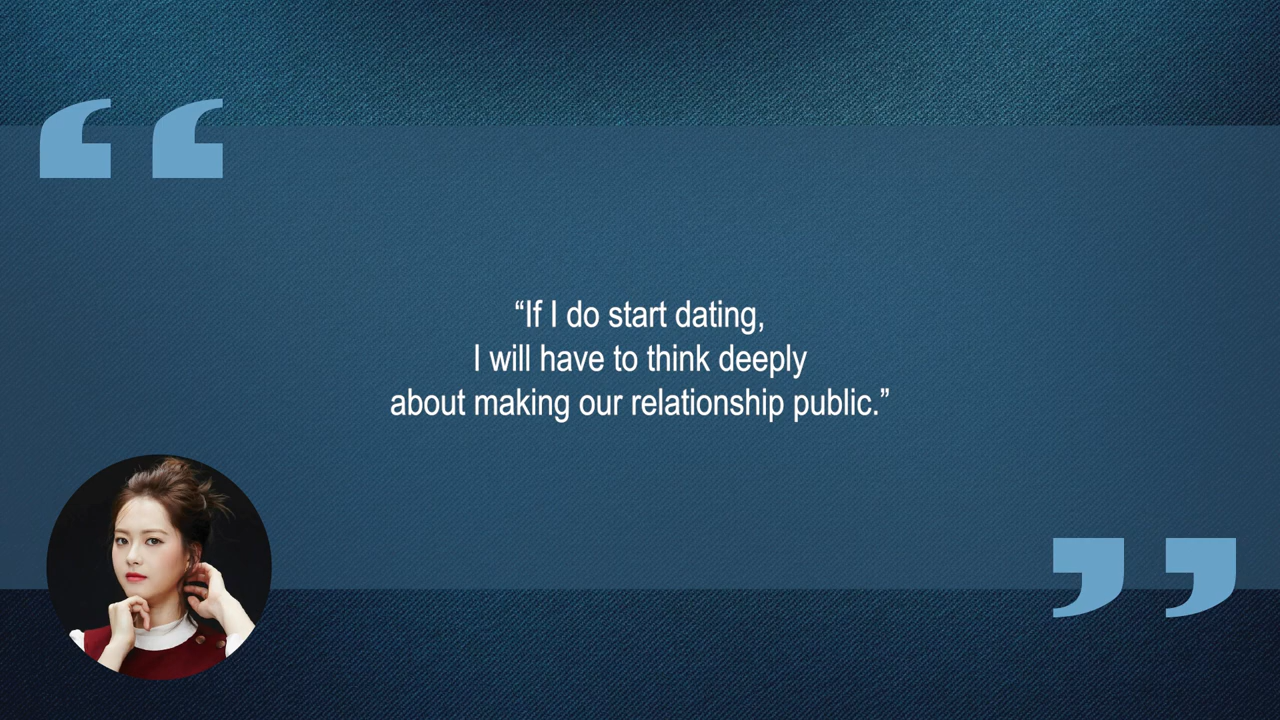 “If I do start dating,
I will have to think deeply
about making our relationship public.”